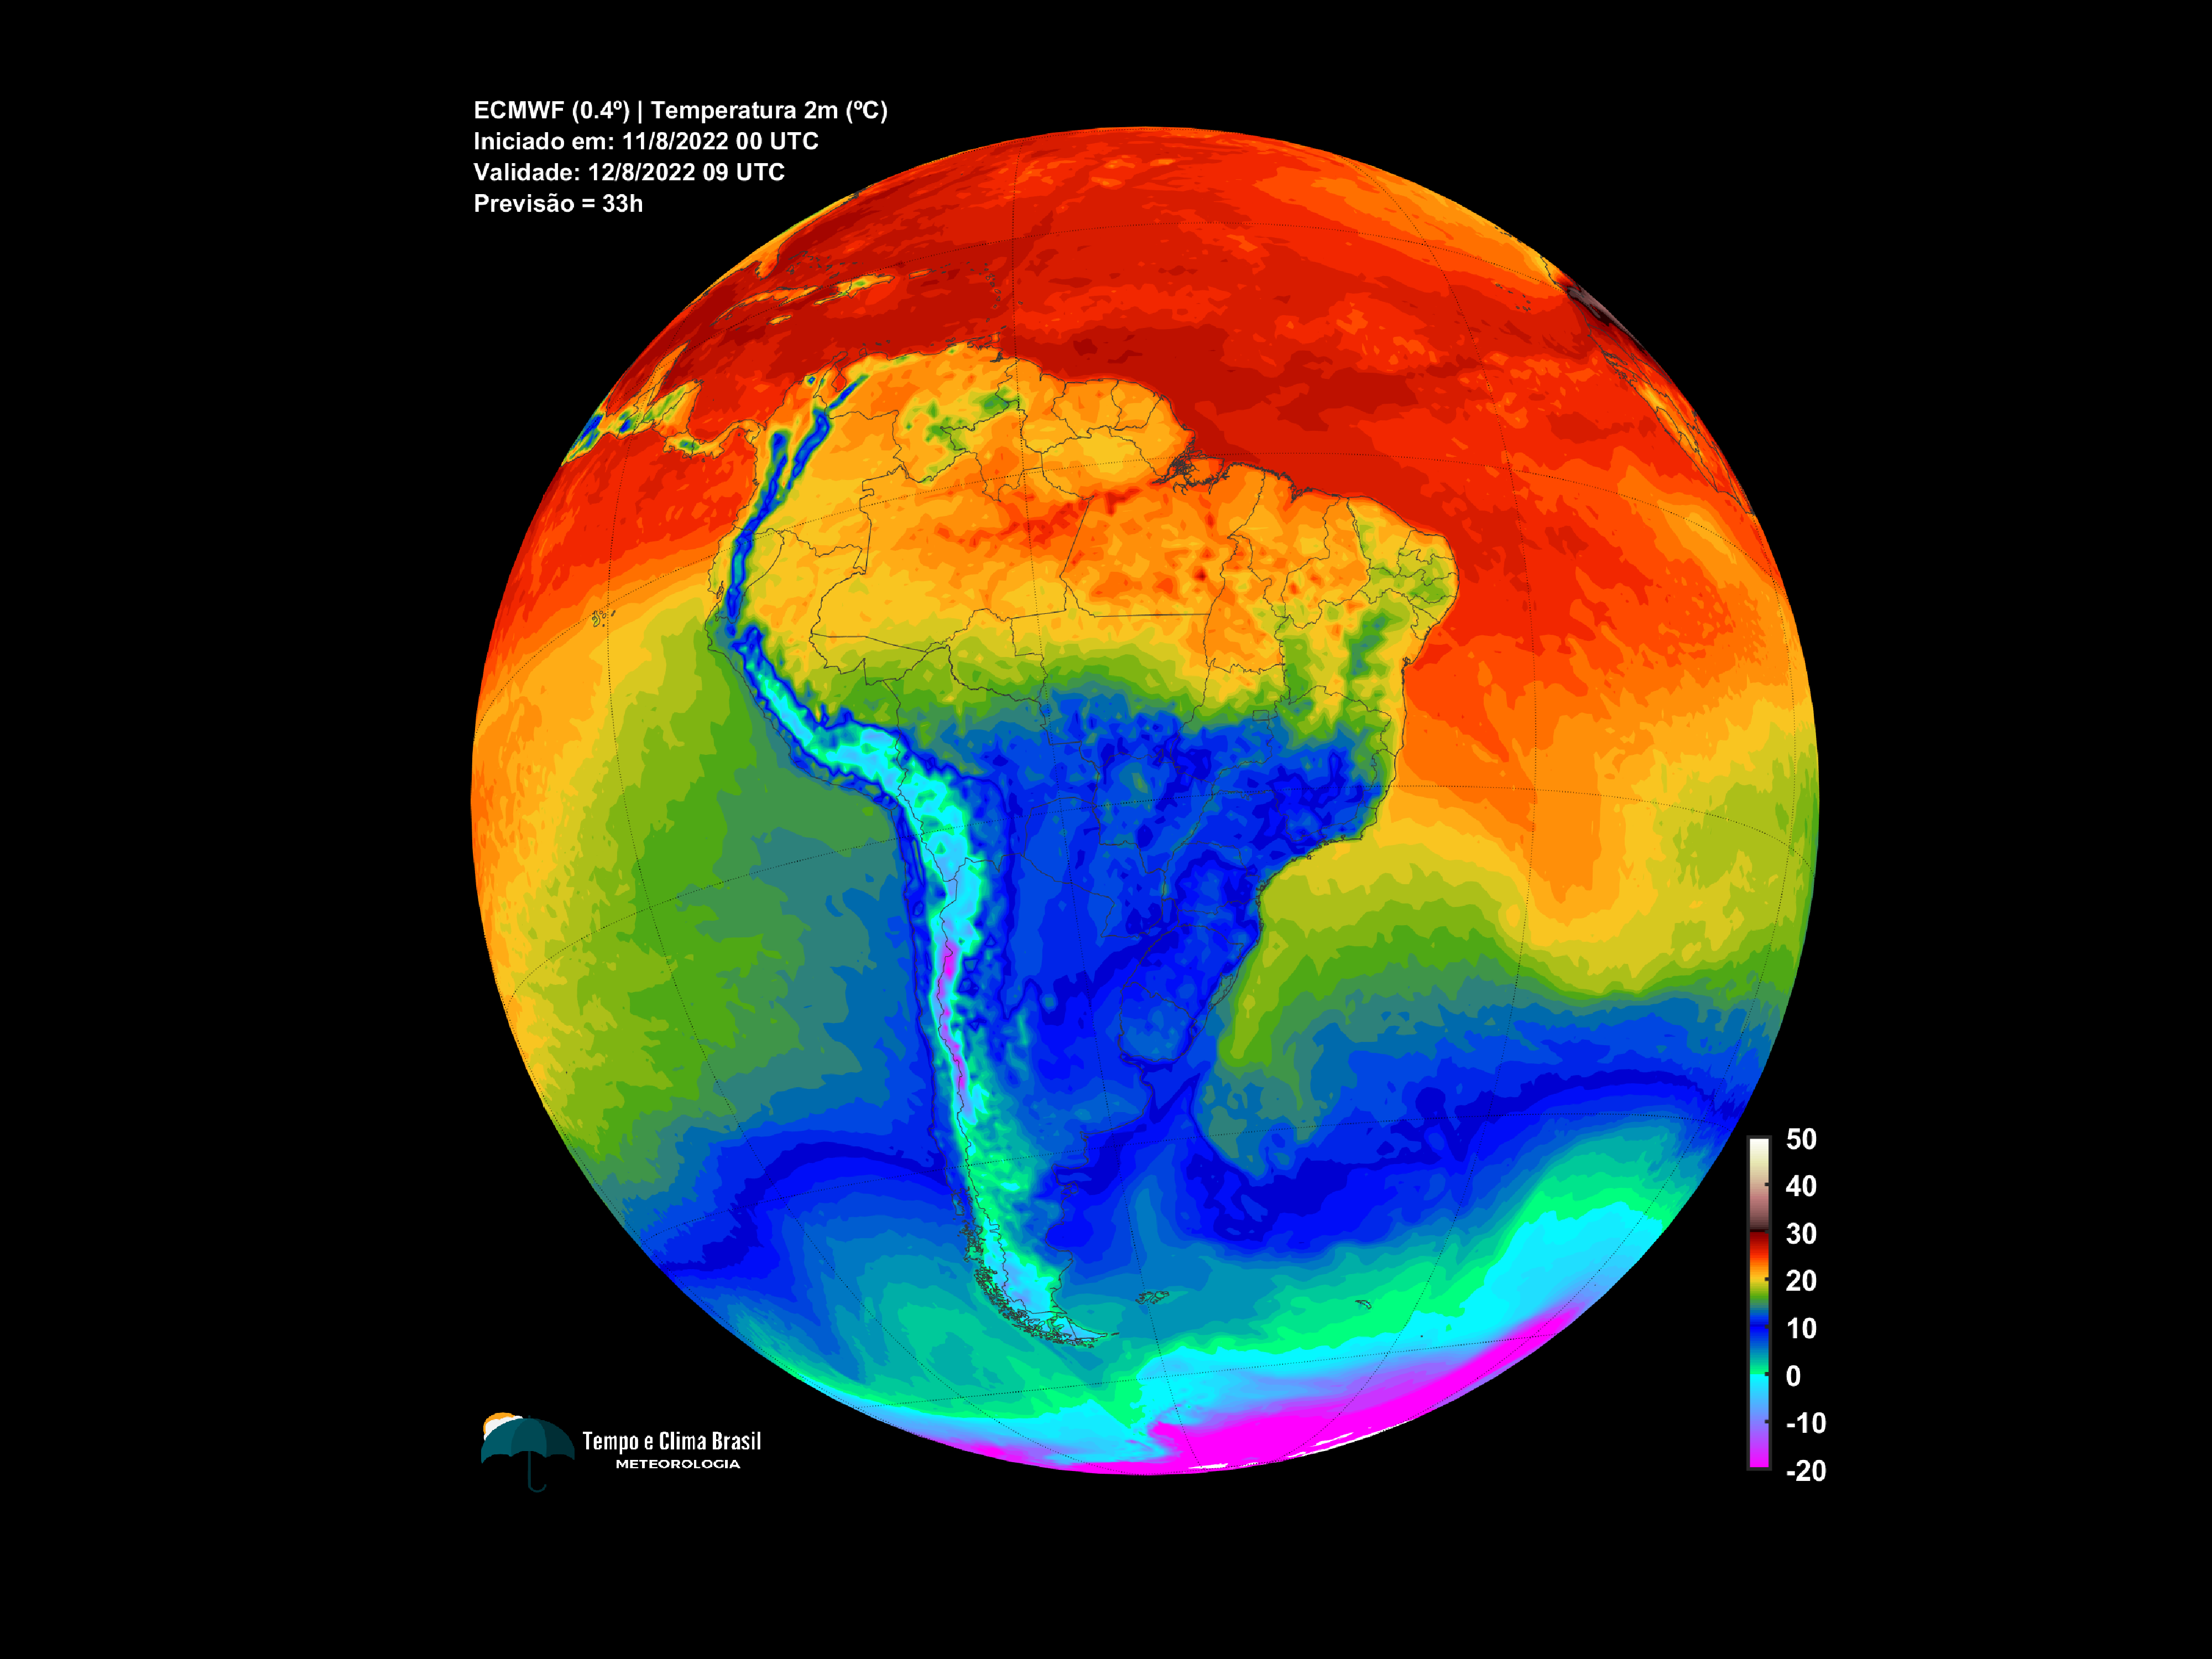 ECMWF (0.4º) | Temperatura 2m (ºC)
Iniciado em: 11/8/2022 00 UTC
Validade: 12/8/2022 09 UTC
Previsão = 33h
50
40
30
20
10
0
-10
-20
Tempo e Clima Brasil
METEOROLOGIA